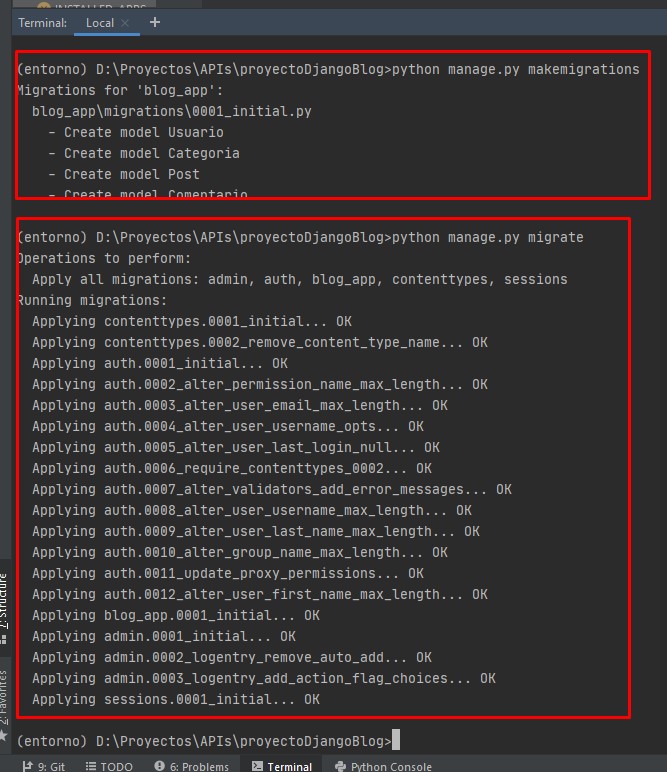 INSTALLED_APPS
Terminal: Local × +
(entorno) D:\Proyectos\APIs\proyectoDjangoBlog>python manage.py makemigrations
Migrations for 'blog_app':
blog_app\migrations\0001_initial.py
- Create model Usuario
- Create model Categoria
- Create model Post
- Create model Comentario
(entorno) D:\Proyectos\APIs\proyectoDjangoBlog>python manage.py migrate
Operations to perform:
Apply all migrations: admin, auth, blog_app, contenttypes, sessions
Running migrations:
Applying contenttypes.0001_initial... OK
Applying contenttypes.0002_remove_content_type_name... OK
Applying auth.0001_initial... OK
Applying auth.0002_alter_permission_name_max_length... OK
Applying auth.0003_alter_user_email_max_length... OK
Applying auth.0004_alter_user_username_opts... OK
Applying auth.0005_alter_user_last_login_null... OK
Applying auth.0006_require_contenttypes_0002... OK
Applying auth.0007_alter_validators_add_error_messages... OK
Applying auth.0008_alter_user_username_max_length... OK
Applying auth.0009_alter_user_last_name_max_length... OK
Applying auth.0010_alter_group_name_max_length... OK
Applying auth.0011_update_proxy_permissions... OK
Applying auth.0012_alter_user_first_name_max_length... OK
Applying blog_app.0001_initial... OK
Applying admin.0001_initial... OK
Applying admin.0002_logentry_remove_auto_add... OK
Applying admin.0003_logentry_add_action_flag_choices... OK
Applying sessions.0001_initial... OK
(entorno) D:\Proyectos\APIs\proyectoDjangoBlog>
7: Structure
2: Favorites
9: Git TODO 6: Problems Terminal Python Console